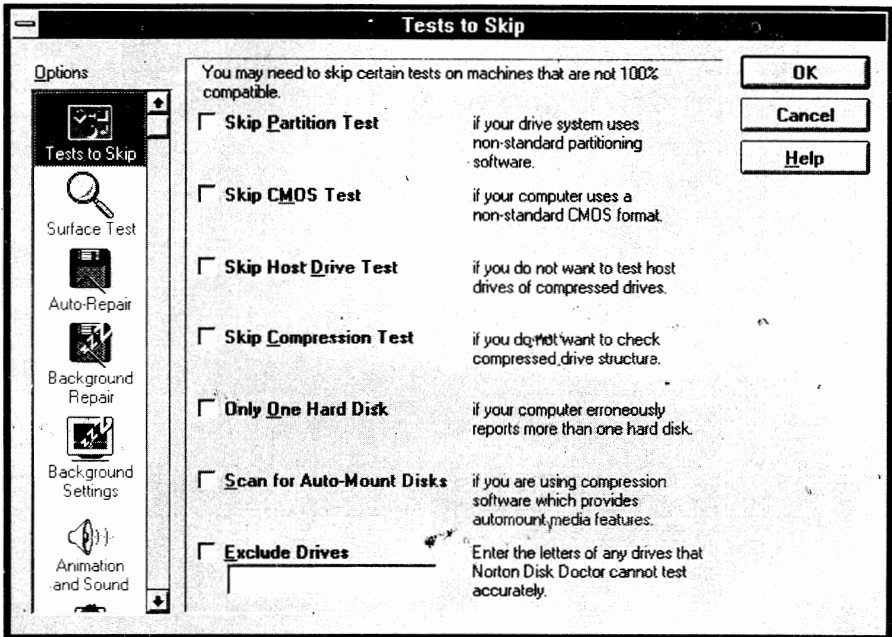 Tests to Skip
Options
Tests to Skip
Surface Test
Auto-Repair
Background
Repair
Background
Settings
Animation
and Sound
You may need to skip certain tests on machines that are not 100%
compatible.
Skip Partition Test
if your drive system uses
non-standard partitioning
software.
Skip CMOS Test
if your computer uses a
non-standard CMOS format.
Skip Host Drive Test
if you do not want to test host
drives of compressed drives.
Skip Compression Test
if you do not want to check
compressed drive structura.
Only One Hard Disk
if your computer erroneously
reports more than one hard disk.
Scan for Auto-Mount Disks
if you are using compression
software which provides
automount media features.
Exclude Drives
Enter the letters of any drives that
Norton Disk Doctor cannot test
accurately.
OK
Cancel
Help